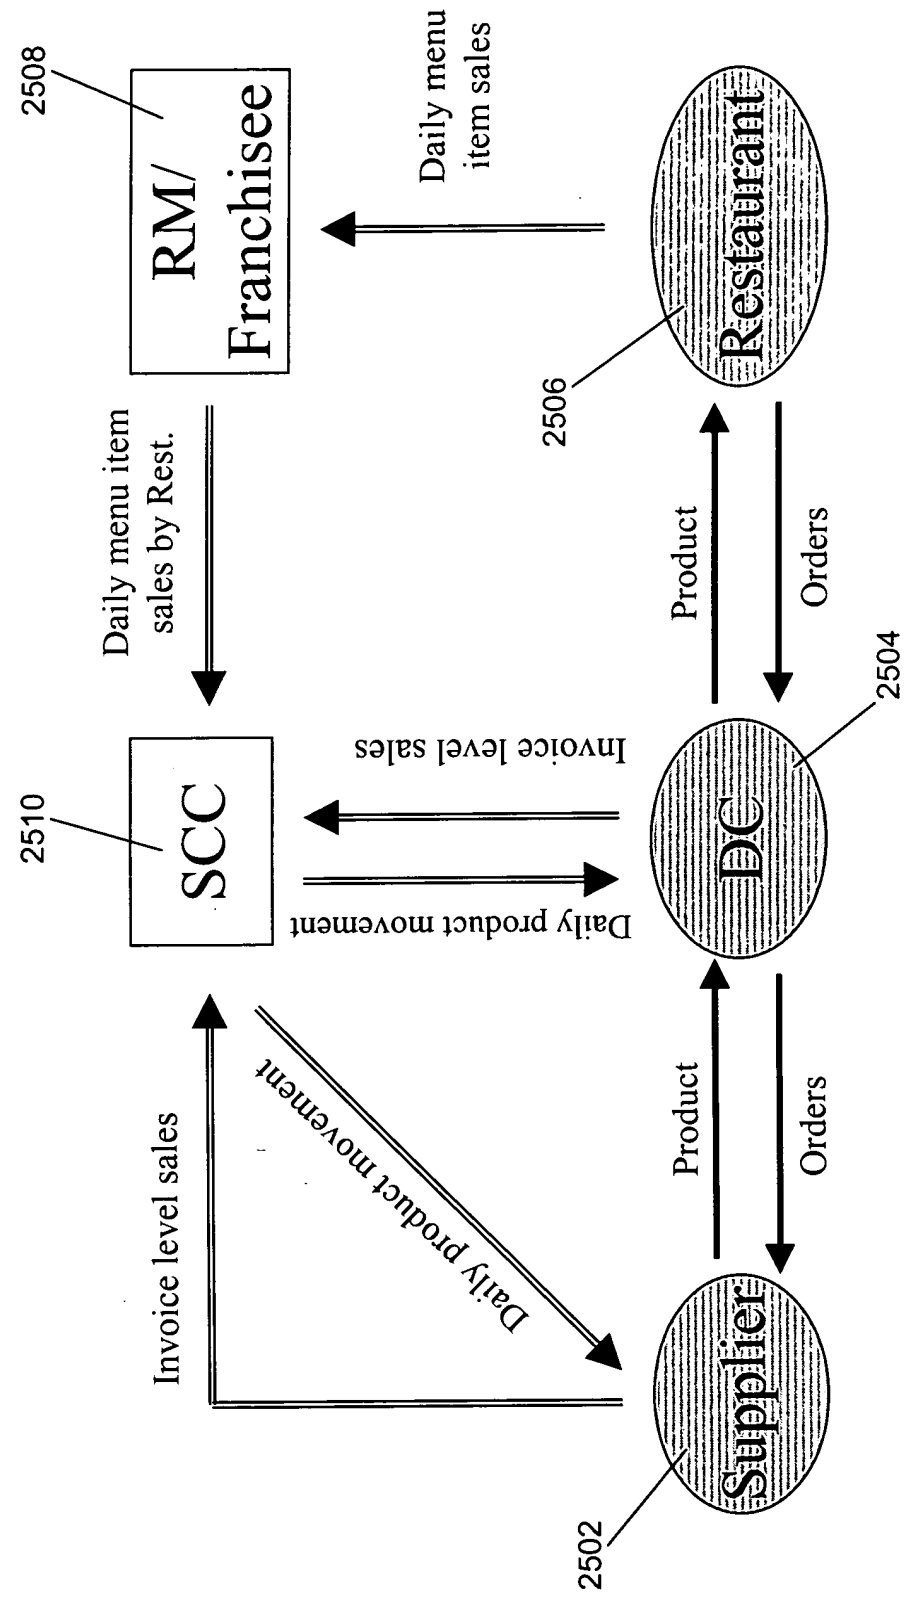 2510
2508
SCC
RM/
Franchisee
Daily menu item
sales by Rest.
Invoice level sales
Daily product movement
Daily product movement
Invoice level sales
Daily menu
item sales
2502
2506
Supplier
Product
Orders
DC
Product
Orders
Restaurant
2504